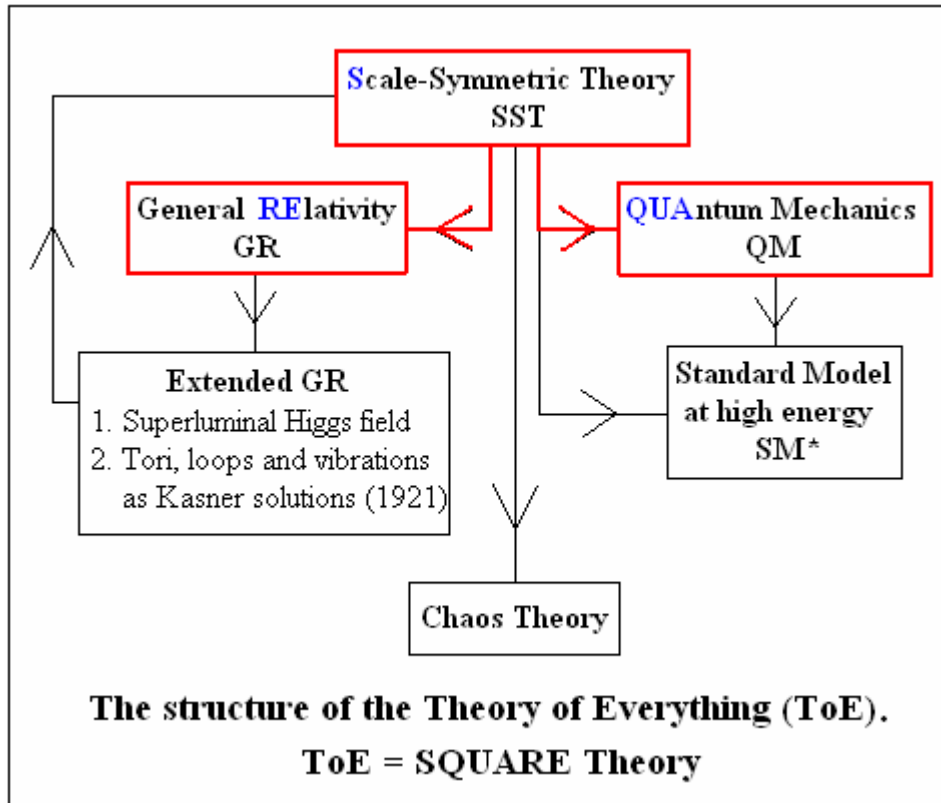 Scale-Symmetric Theory
SST
General RElativity
GR
QUAntum Mechanics
QM
Extended GR
1. Superluminal Higgs field
2. Tori, loops and vibrations
as Kasner solutions (1921)
Standard Model
at high energy
SM*
Chaos Theory
The structure of the Theory of Everything (ToE).
ToE = SQUARE Theory